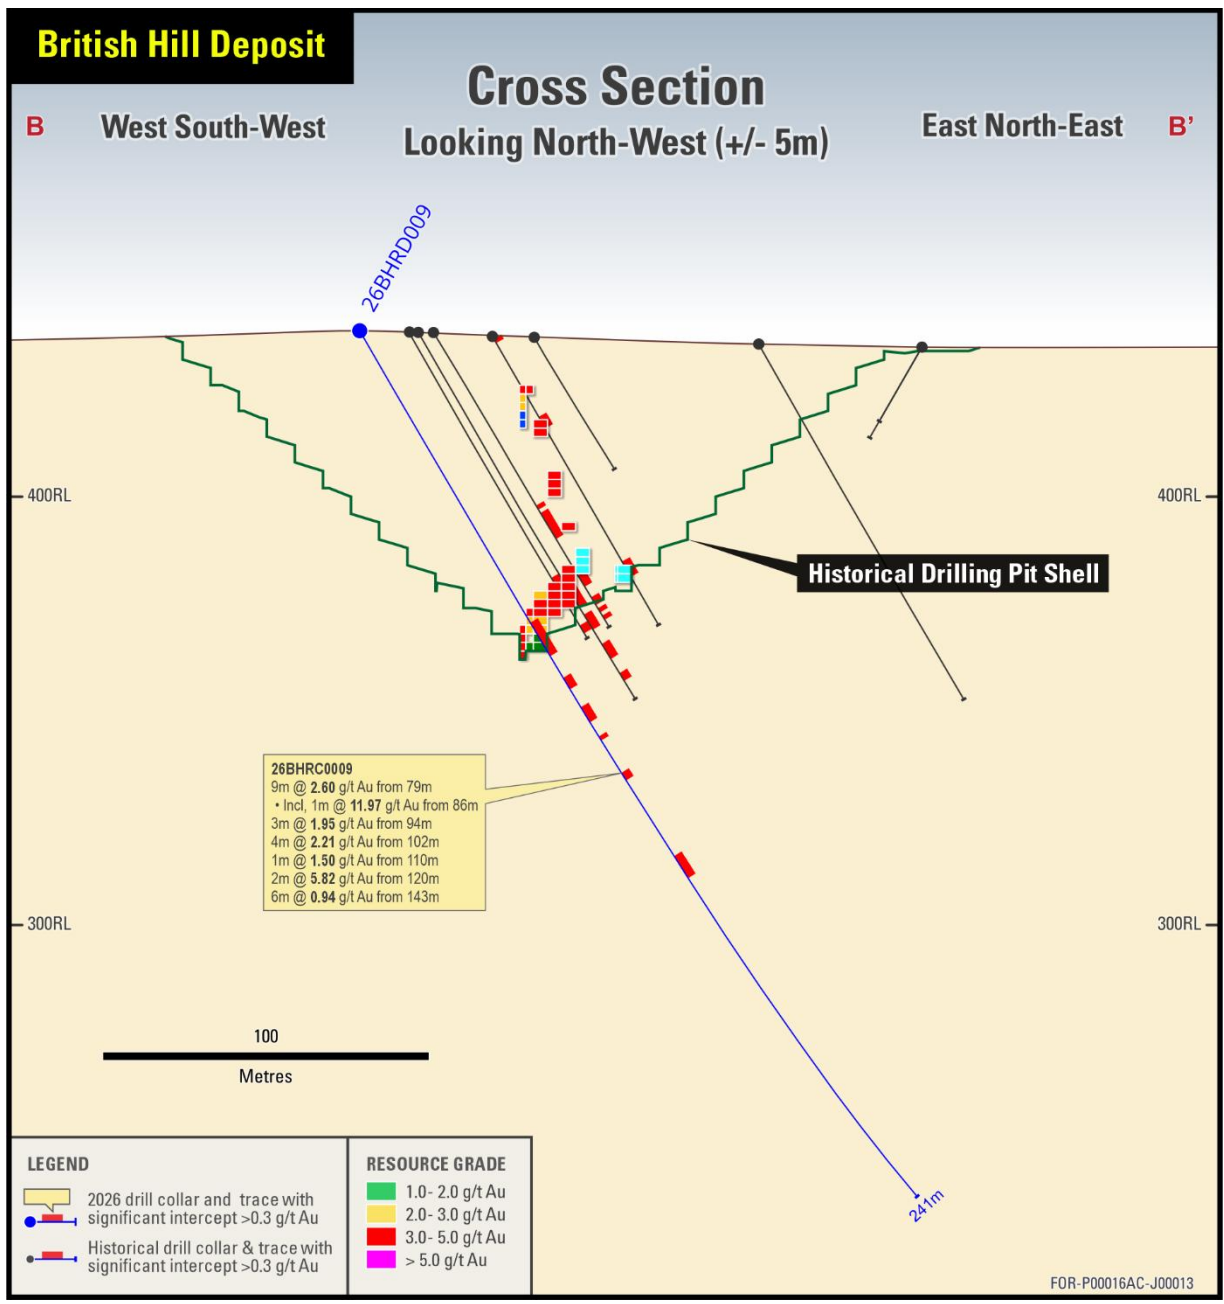 British Hill Deposit
Cross Section
Looking North-West (+/- 5m)
B
West South-West
East North-East
B'
26BHRD009
400RL
400RL
Historical Drilling Pit Shell
26BHRC0009
9m @ 2.60 g/t Au from 79m
• Incl, 1m @ 11.97 g/t Au from 86m
3m @ 1.95 g/t Au from 94m
4m @ 2.21 g/t Au from 102m
1m @ 1.50 g/t Au from 110m
2m @ 5.82 g/t Au from 120m
6m @ 0.94 g/t Au from 143m
300RL
300RL
100
Metres
241m
LEGEND
2026 drill collar and trace with
significant intercept >0.3 g/t Au
Historical drill collar & trace with
significant intercept >0.3 g/t Au
RESOURCE GRADE
1.0- 2.0 g/t Au
2.0- 3.0 g/t Au
3.0- 5.0 g/t Au
> 5.0 g/t Au
FOR-P00016AC-J00013